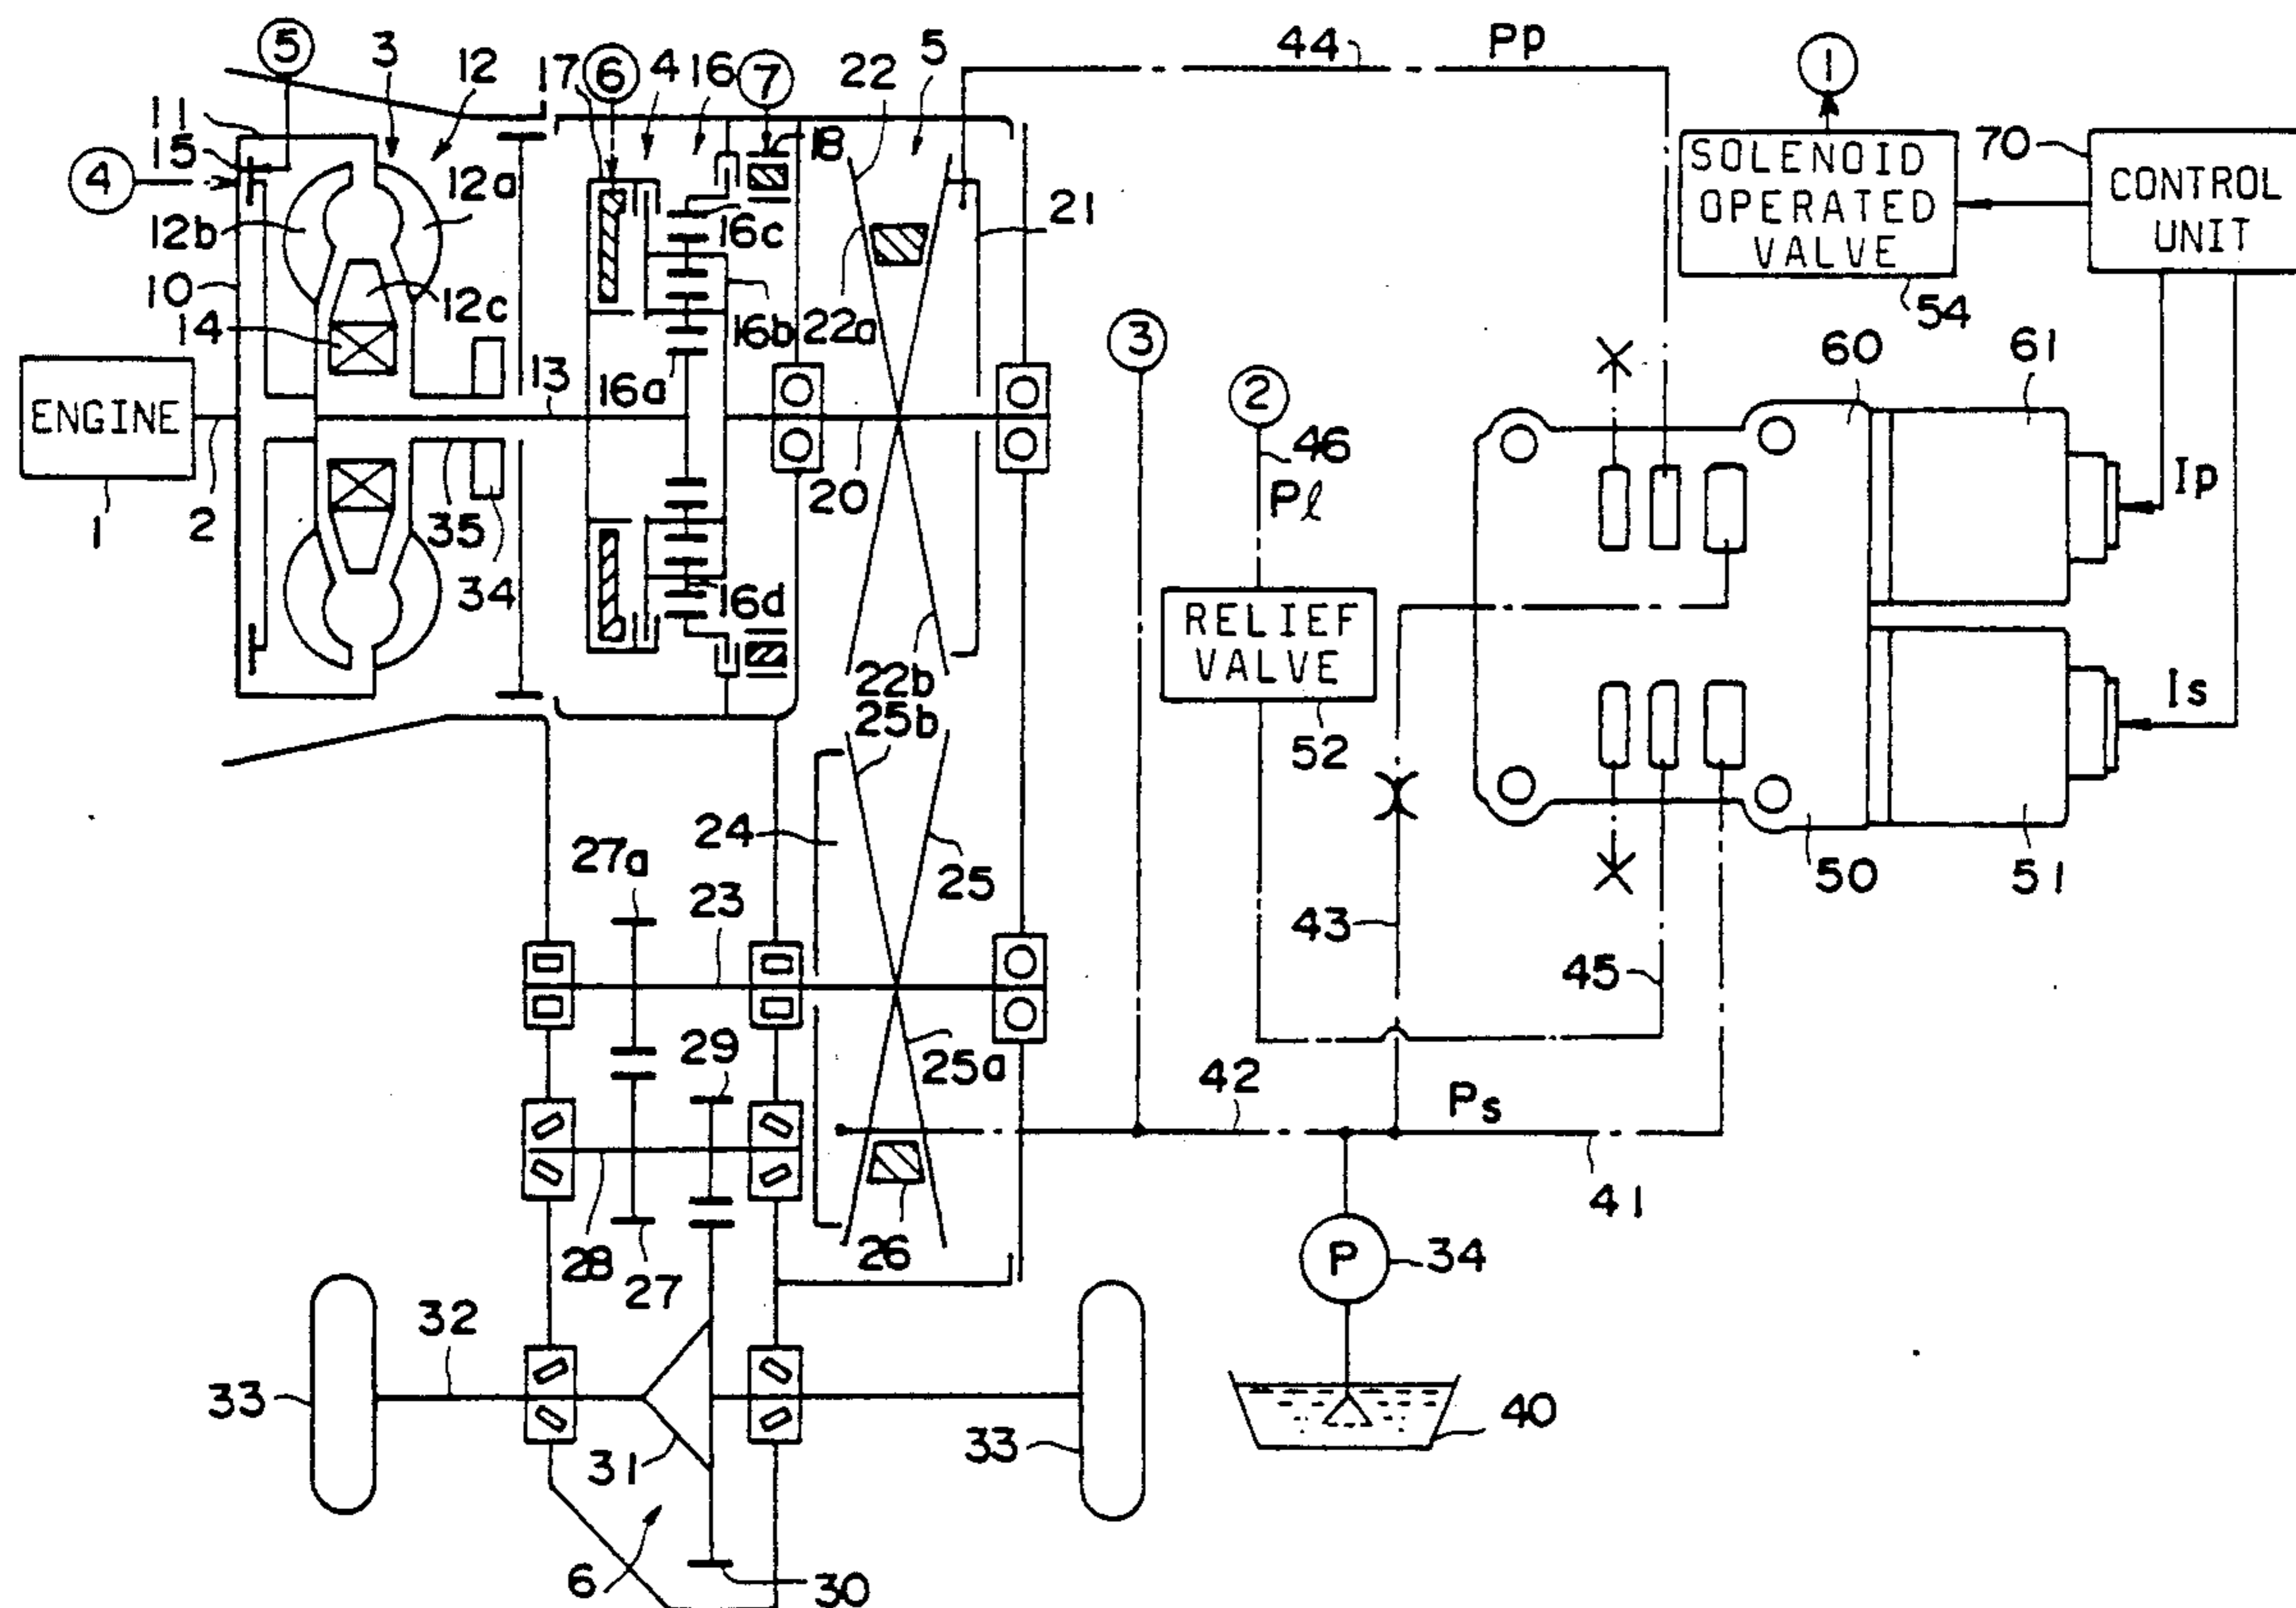 5
3
12
17
6
4
16
7
22
5
44
Pp
1
11
15
4
12a
18
SOLENOID
OPERATED
VALVE
70
CONTROL
UNIT
12b
16c
21
10
12c
16b
22a
3
54
14
60
61
ENGINE
13
16a
2
46
Pl
Ip
1
2
35
34
20
16d
RELIEF
VALVE
22b
25b
52
Is
24
25
27a
23
43
50
51
45
29
25a
42
Ps
41
28
27
26
P
34
32
33
31
33
40
6
30